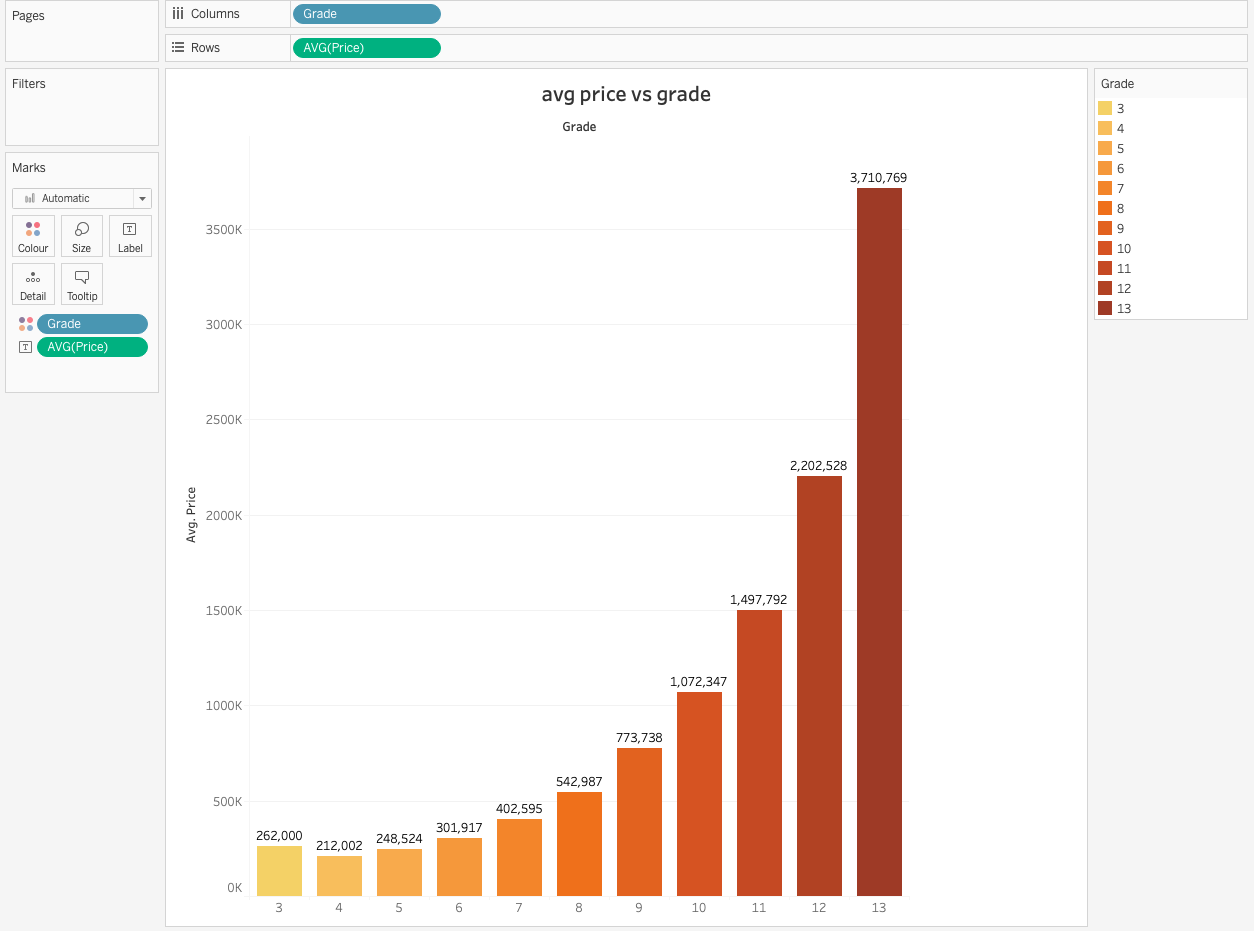 Pages
Columns
Grade
Rows
AVG(Price)
Filters
Marks
Automatic
Colour
Size
Label
Detail
Tooltip
Grade
AVG(Price)
avg price vs grade
Grade
Avg. Price
3500K
3000K
2500K
2000K
1500K
1000K
500K
0K
262,000
212,002
248,524
301,917
402,595
542,987
773,738
1,072,347
1,497,792
2,202,528
3,710,769
3 4 5 6 7 8 9 10 11 12 13
Grade
3
4
5
6
7
8
9
10
11
12
13